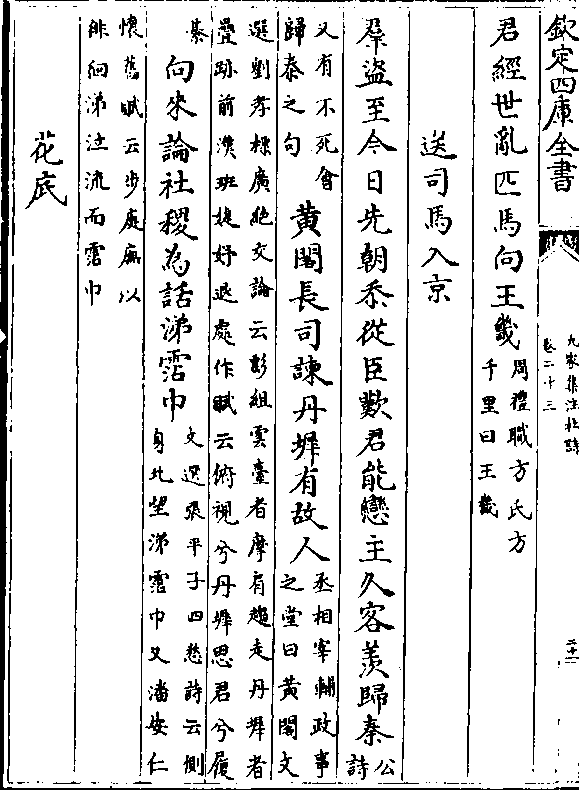 欽定四庫全書
九家集注杜詩
卷二十三
二十二
君經世亂匹馬向王畿周禮職方氏方
千里曰王畿
送司馬入京
羣盜至今日先朝忝從臣歎君能戀主久客羨歸秦公
詩
又有不死會
歸秦之句黃閣長司諫丹墀有故人丞相宰輔政事
之堂曰黃閣文
選劉孝標廣絶交論云彯組雲臺者摩肩趨走丹墀者
疊跡前漢班婕妤退處作賦云俯視兮丹墀思君兮履
綦向來論社稷為話涕霑巾文選張平子四愁詩云側
身北望涕霑巾又潘安仁
懷舊賦云步庭廡以
徘徊涕泣流而霑巾
花底